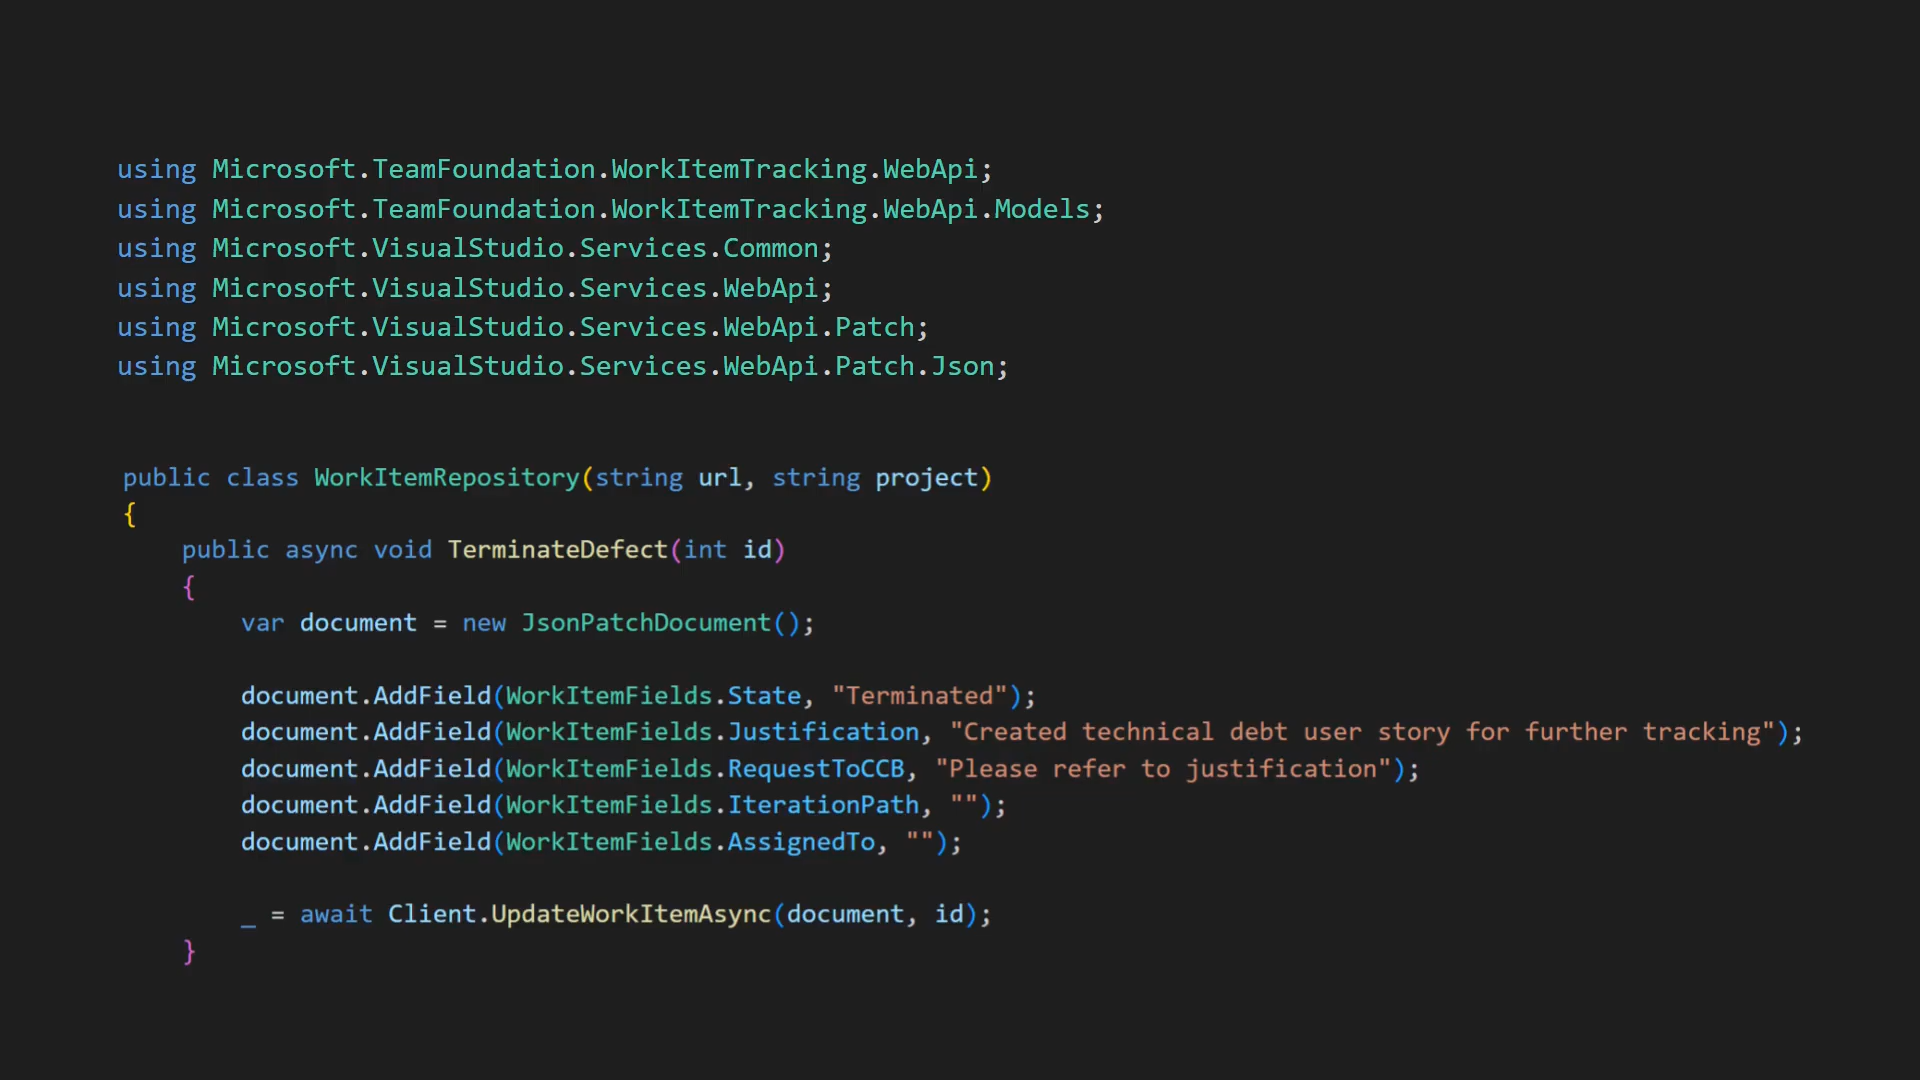 using Microsoft.TeamFoundation.WorkItemTracking.WebApi;
using Microsoft.TeamFoundation.WorkItemTracking.WebApi.Models;
using Microsoft.VisualStudio.Services.Common;
using Microsoft.VisualStudio.Services.WebApi;
using Microsoft.VisualStudio.Services.WebApi.Patch;
using Microsoft.VisualStudio.Services.WebApi.Patch.Json;
public class WorkItemRepository(string url, string project)
{
public async void TerminateDefect(int id)
{
var document = new JsonPatchDocument();
document.AddField(WorkItemFields.State, "Terminated");
document.AddField(WorkItemFields.Justification, "Created technical debt user story for further tracking");
document.AddField(WorkItemFields.RequestToCCB, "Please refer to justification");
document.AddField(WorkItemFields.IterationPath, "");
document.AddField(WorkItemFields.AssignedTo, "");
_ = await Client.UpdateWorkItemAsync(document, id);
}